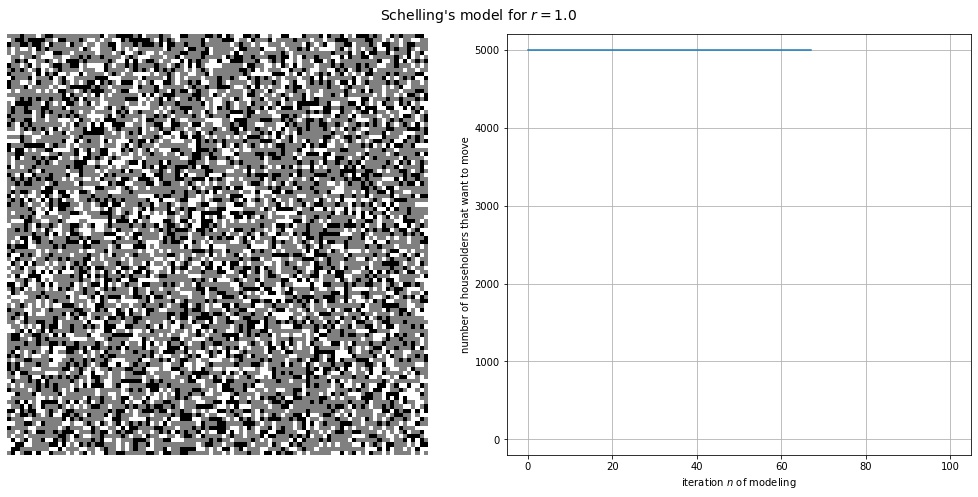 Schelling's model for r = 1.0
number of householders that want to move
5000
4000
3000
2000
1000
0
0 20 40 60 80 100
iteration n of modeling